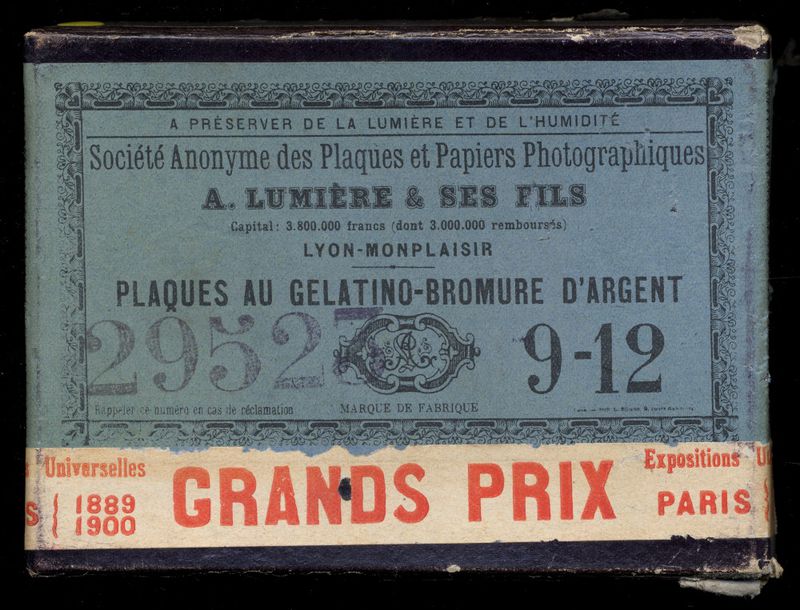 A PRÉSERVER DE LA LUMIÈRE ET DE L'HUMIDITÉ
Société Anonyme des Plaques et Papiers Photographiques
A. LUMIÈRE & SES FILS
Capital: 3.800.000 francs (dont 3.000.000 remboursés)
LYON-MONPLAISIR
PLAQUES AU GELATINO-BROMURE D'ARGENT
29527
9-12
Rappeler ce numéro en cas de réclamation
MARQUE DE FABRIQUE
Universelles
1889
1900
GRANDS PRIX
Expositions
PARIS
U
S